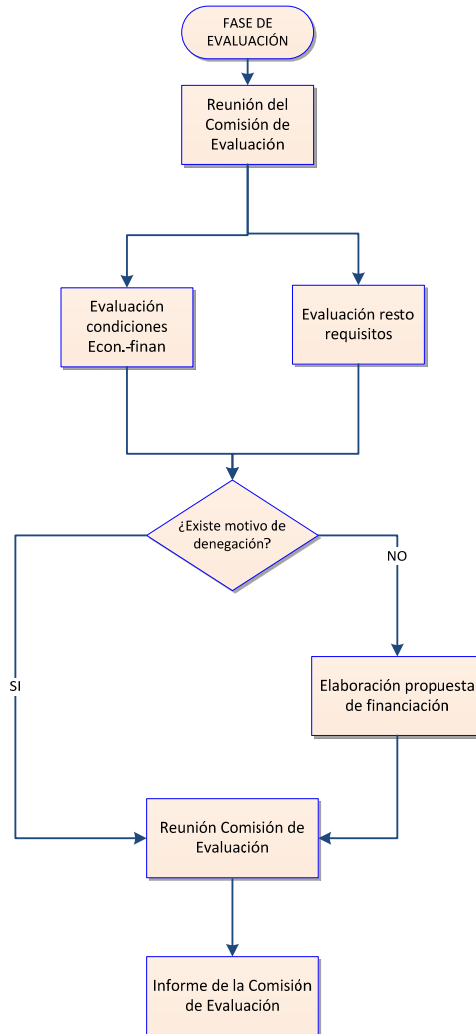 FASE DE
EVALUACIÓN
Reunión del
Comisión de
Evaluación
Evaluación
condiciones
Econ.-finan
Evaluación resto
requisitos
¿Existe motivo de
denegación?
NO
SI
Elaboración propuesta
de financiación
Reunión Comisión de
Evaluación
Informe de la Comisión
de Evaluación